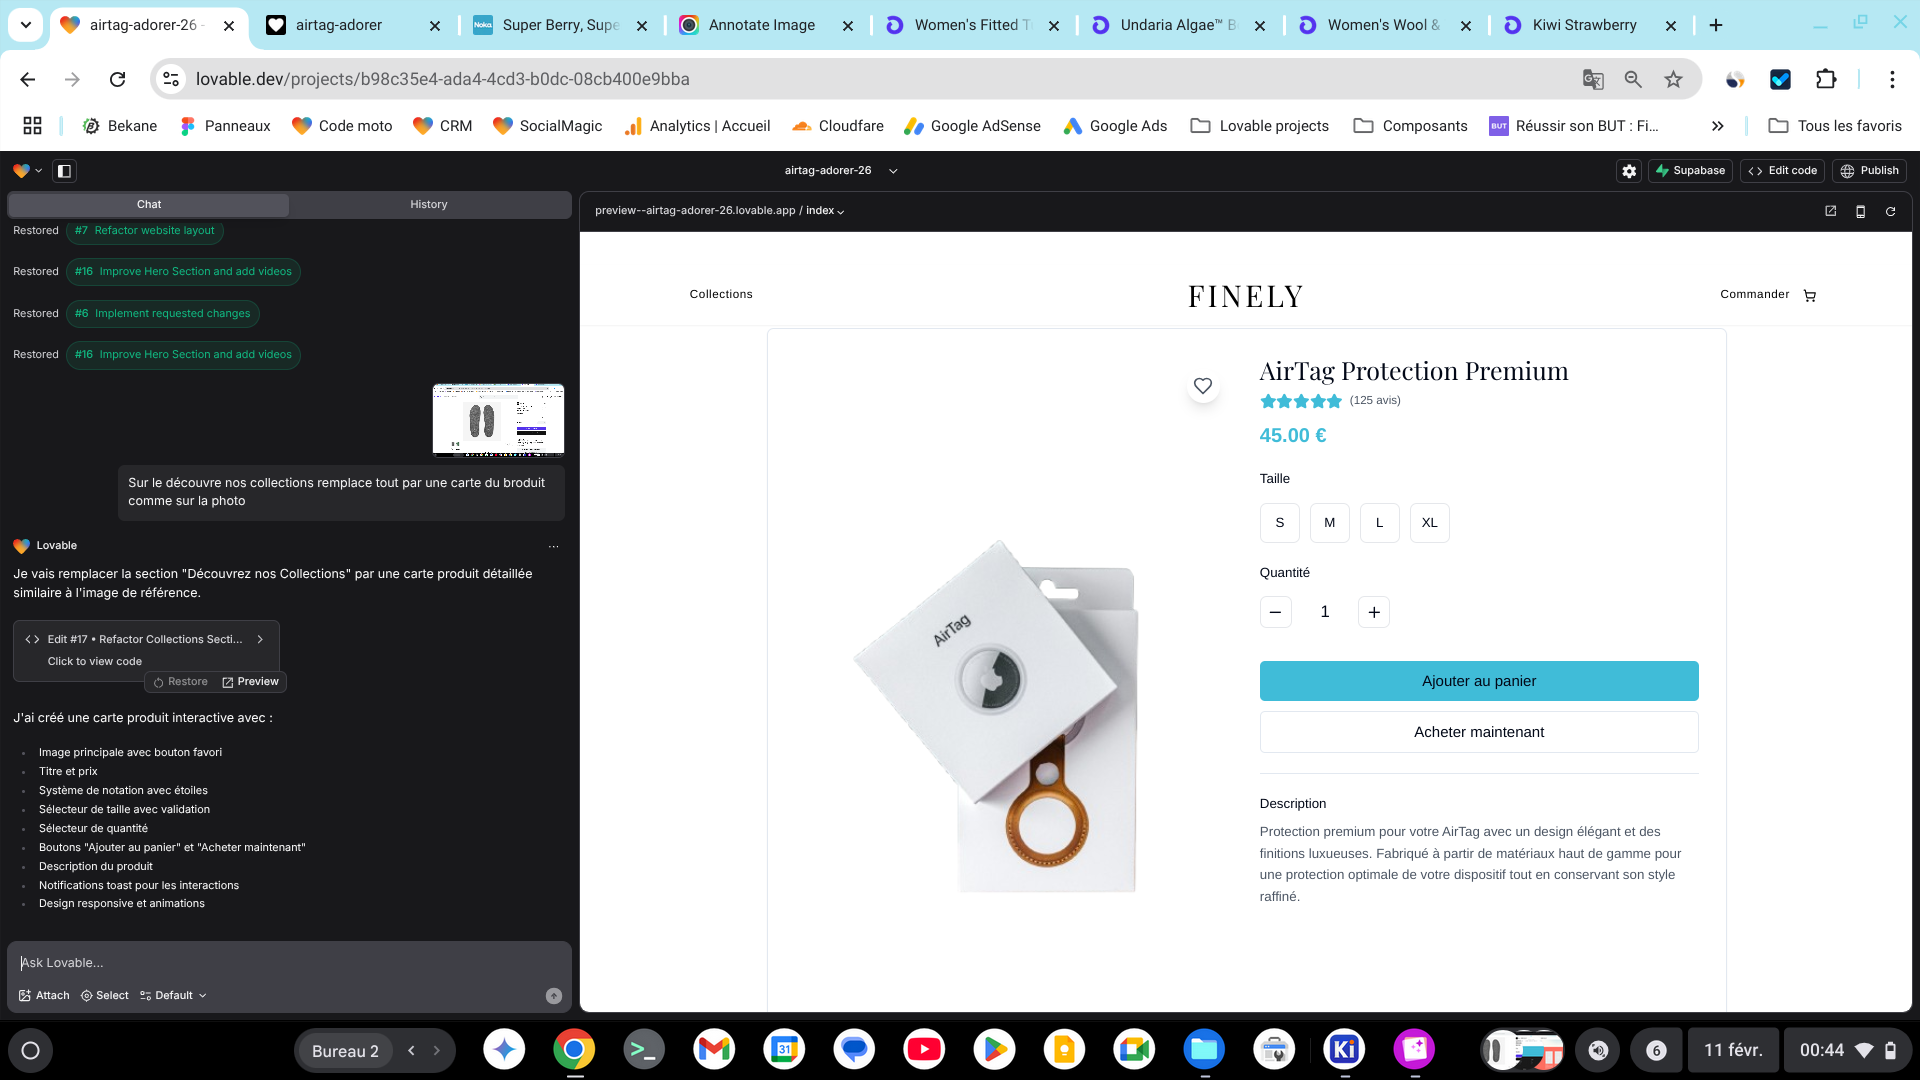 airtag-adorer-26 -
airtag-adorer
Noka
Super Berry, Supe
Annotate Image
Women's Fitted T
Undaria Algae™ B
Women's Wool &
Kiwi Strawberry
lovable.dev/projects/b98c35e4-ada4-4cd3-b0dc-08cb400e9bba
Bekane
Panneaux
Code moto
CRM
SocialMagic
Analytics | Accueil
Cloudfare
Google AdSense
Google Ads
Lovable projects
Composants
BUT
Réussir son BUT : Fi...
Tous les favoris
airtag-adorer-26
Supabase
Edit code
Publish
Chat
History
Restored #7 Refactor website layout
Restored #16 Improve Hero Section and add videos
Restored #6 Implement requested changes
Restored #16 Improve Hero Section and add videos
Sur le découvre nos collections remplace tout par une carte du broduit
comme sur la photo
Lovable
Je vais remplacer la section "Découvrez nos Collections" par une carte produit détaillée
similaire à l'image de référence.
Edit #17 • Refactor Collections Secti...
Click to view code
Restore
Preview
J'ai créé une carte produit interactive avec :
Image principale avec bouton favori
Titre et prix
Système de notation avec étoiles
Sélecteur de taille avec validation
Sélecteur de quantité
Boutons "Ajouter au panier" et "Acheter maintenant"
Description du produit
Notifications toast pour les interactions
Design responsive et animations
Ask Lovable...
Attach
Select
Default
preview--airtag-adorer-26.lovable.app / index
Collections
FINELY
Commander
AirTag
AirTag Protection Premium
(125 avis)
45.00 €
Taille
S
M
L
XL
Quantité
1
Ajouter au panier
Acheter maintenant
Description
Protection premium pour votre AirTag avec un design élégant et des
finitions luxueuses. Fabriqué à partir de matériaux haut de gamme pour
une protection optimale de votre dispositif tout en conservant son style
raffiné.
Bureau 2
31
Ki
6
11 févr.
00:44